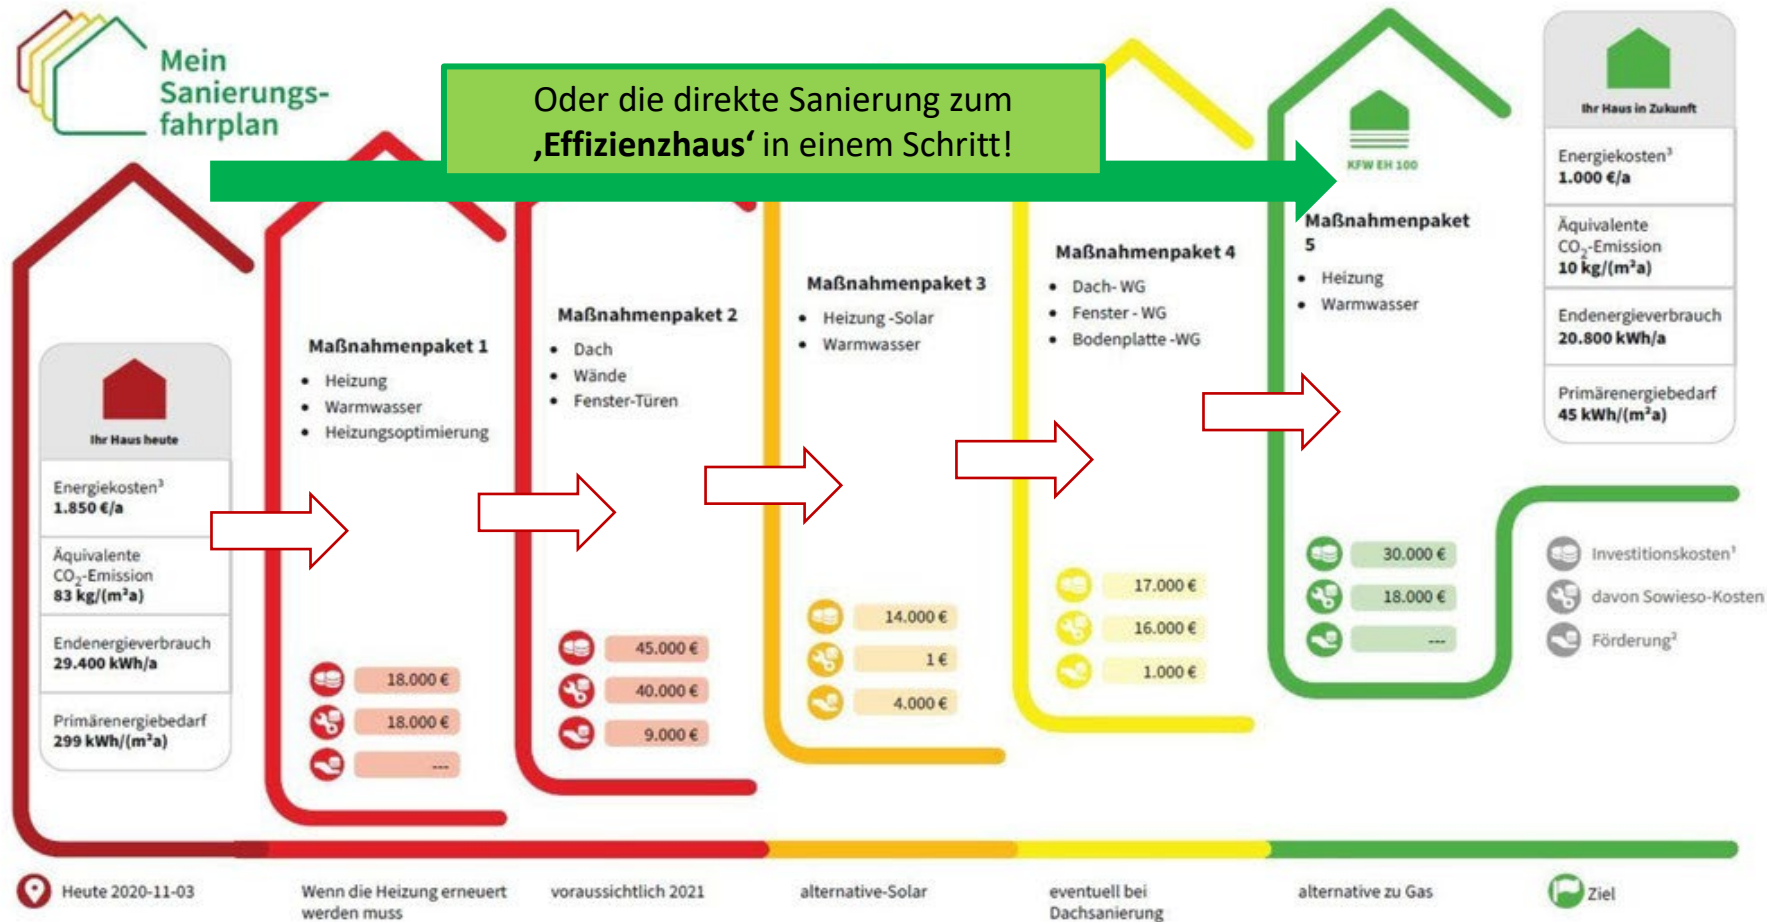 Mein
Sanierungs-
fahrplan
Oder die direkte Sanierung zum
‚Effizienzhaus‘ in einem Schritt!
Ihr Haus heute
Energiekosten³
1.850 €/a
Äquivalente
CO₂-Emission
83 kg/(m²a)
Endenergieverbrauch
29.400 kWh/a
Primärenergiebedarf
299 kWh/(m²a)
Maßnahmenpaket 1
• Heizung
• Warmwasser
• Heizungsoptimierung
18.000 €
18.000 €
---
Maßnahmenpaket 2
• Dach
• Wände
• Fenster-Türen
45.000 €
40.000 €
9.000 €
Maßnahmenpaket 3
• Heizung -Solar
• Warmwasser
14.000 €
1 €
4.000 €
Maßnahmenpaket 4
• Dach- WG
• Fenster - WG
• Bodenplatte -WG
17.000 €
16.000 €
1.000 €
KFW EH 100
Maßnahmenpaket
5
• Heizung
• Warmwasser
30.000 €
18.000 €
---
Ihr Haus in Zukunft
Energiekosten³
1.000 €/a
Äquivalente
CO₂-Emission
10 kg/(m²a)
Endenergieverbrauch
20.800 kWh/a
Primärenergiebedarf
45 kWh/(m²a)
Investitionskosten¹
davon Sowieso-Kosten
Förderung²
Heute 2020-11-03
Wenn die Heizung erneuert
werden muss
voraussichtlich 2021
alternative-Solar
eventuell bei
Dachsanierung
alternative zu Gas
Ziel